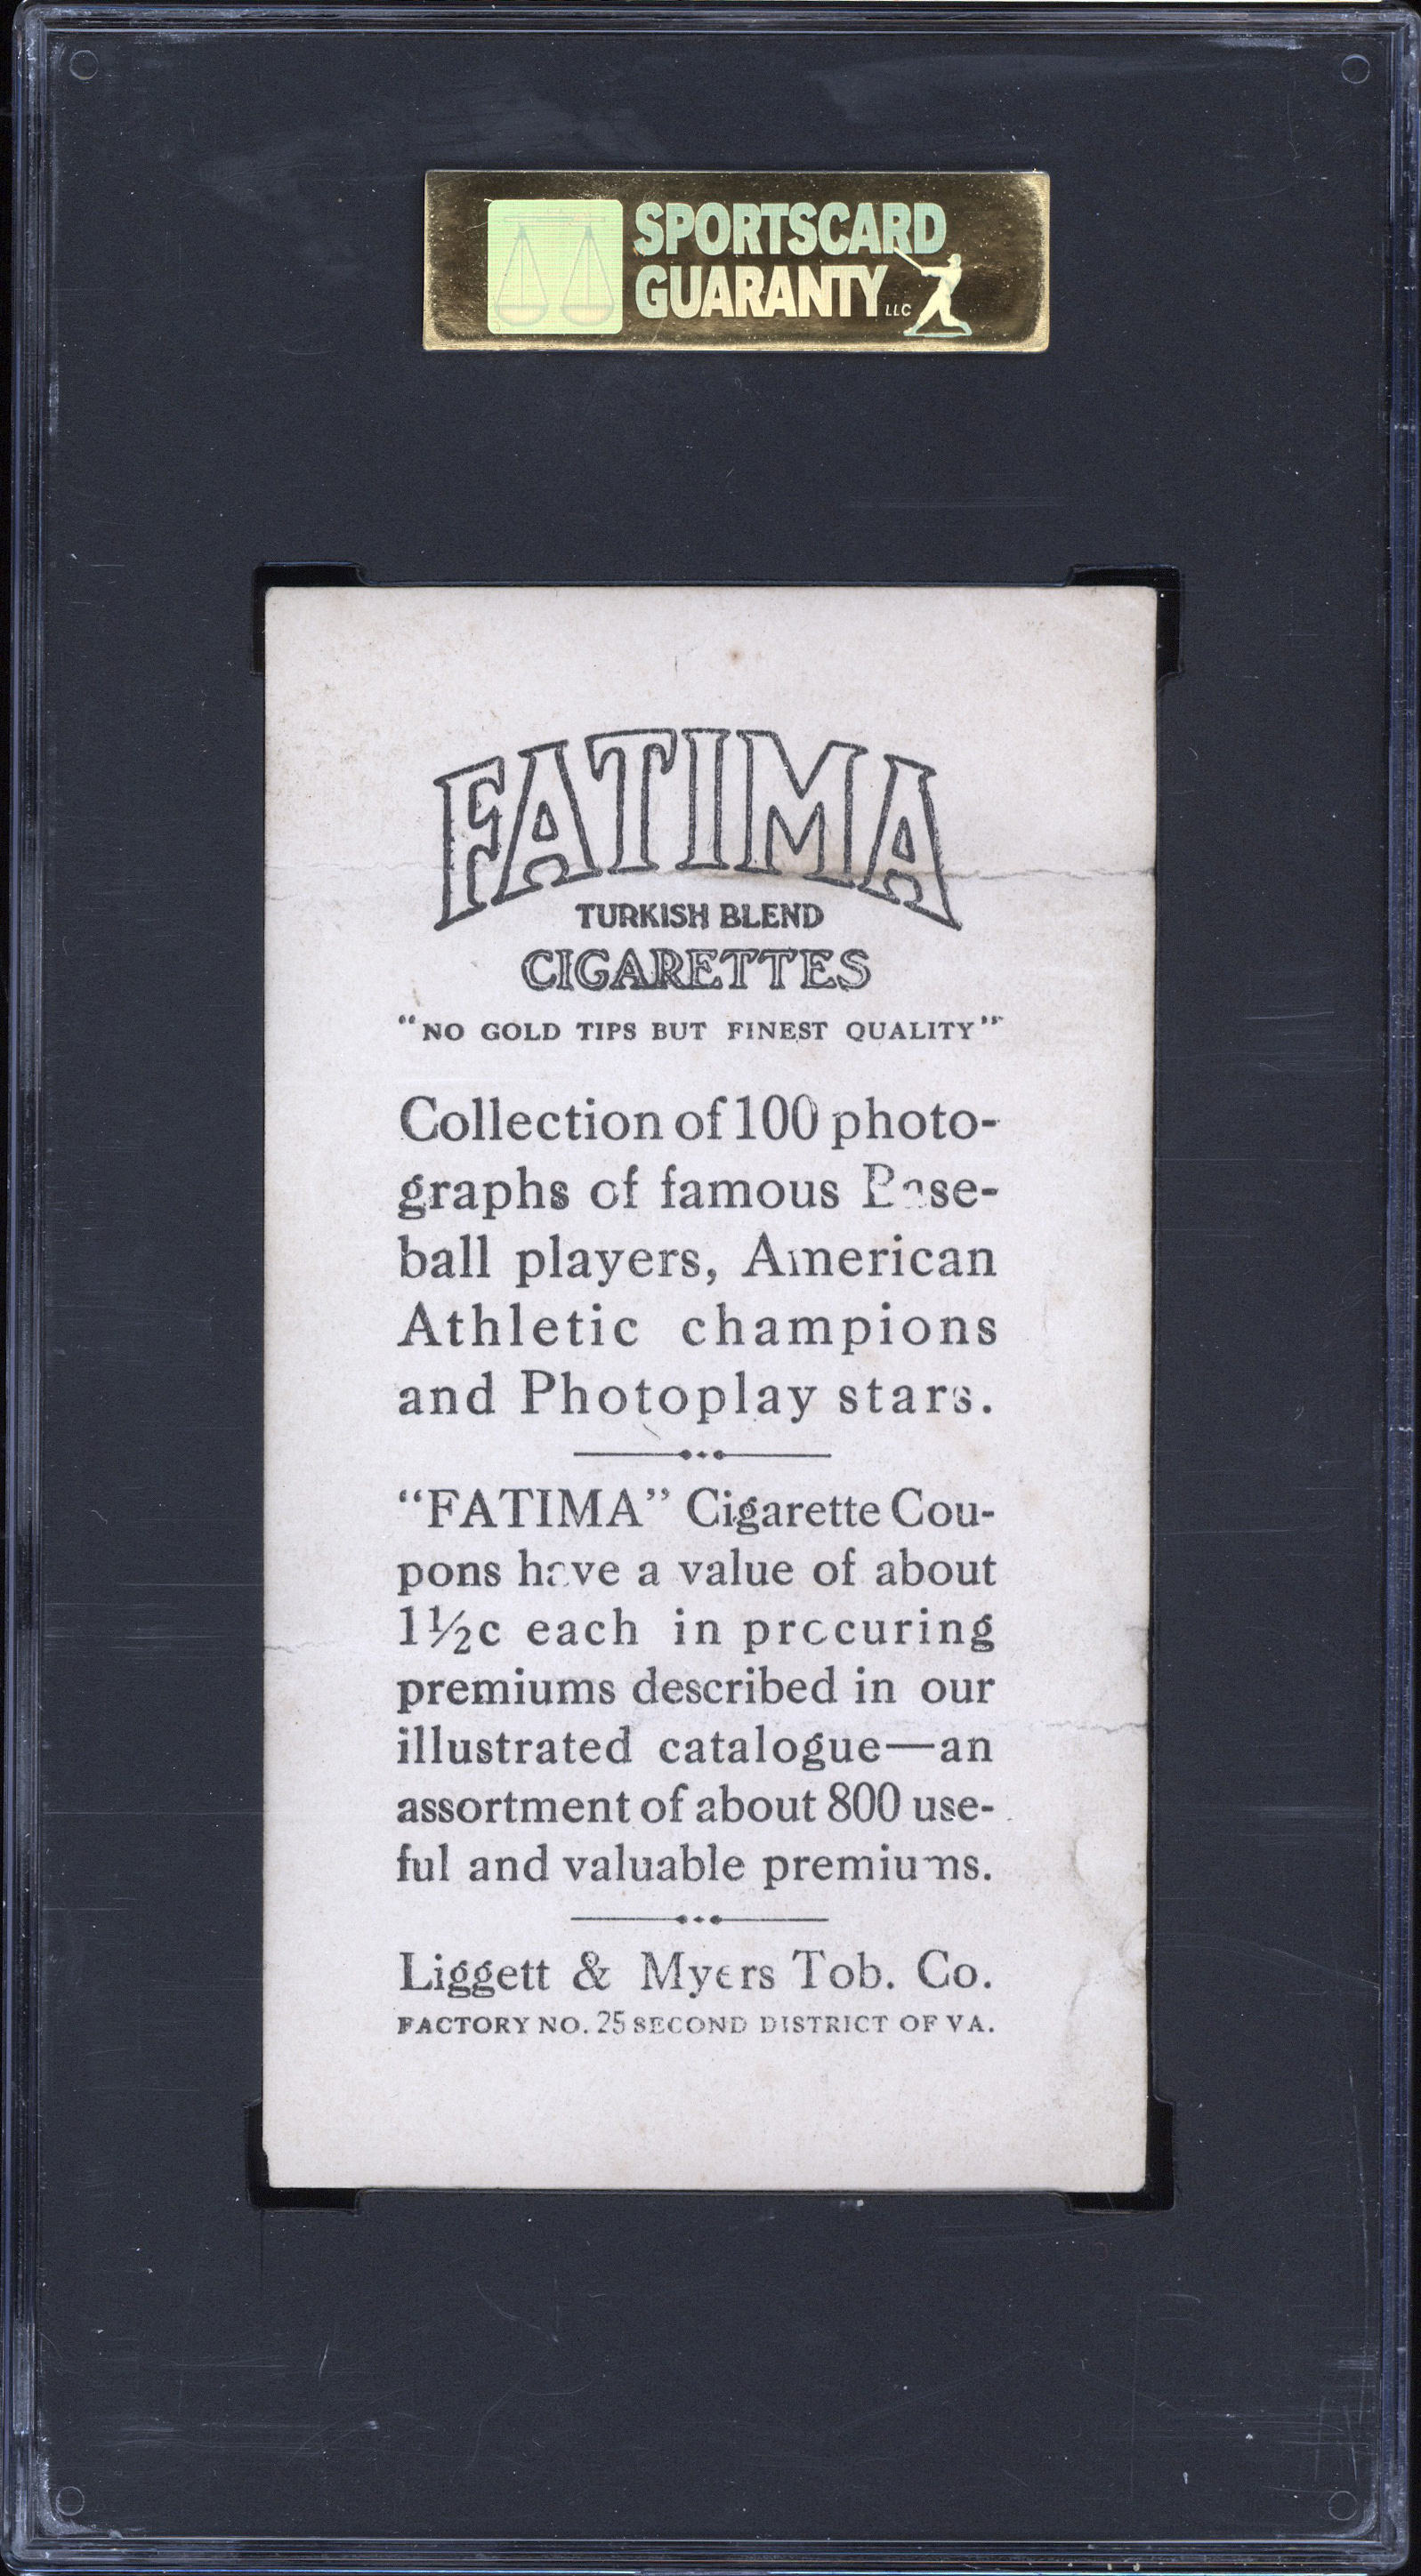 SPORTSCARD
GUARANTY LLC
FATIMA
TURKISH BLEND
CIGARETTES
"NO GOLD TIPS BUT FINEST QUALITY"
Collection of 100 photo-
graphs of famous Base-
ball players, American
Athletic champions
and Photoplay stars.
"FATIMA" Cigarette Cou-
pons have a value of about
1½c each in procuring
premiums described in our
illustrated catalogue—an
assortment of about 800 use-
ful and valuable premiums.
Liggett & Myers Tob. Co.
FACTORY NO. 25 SECOND DISTRICT OF VA.